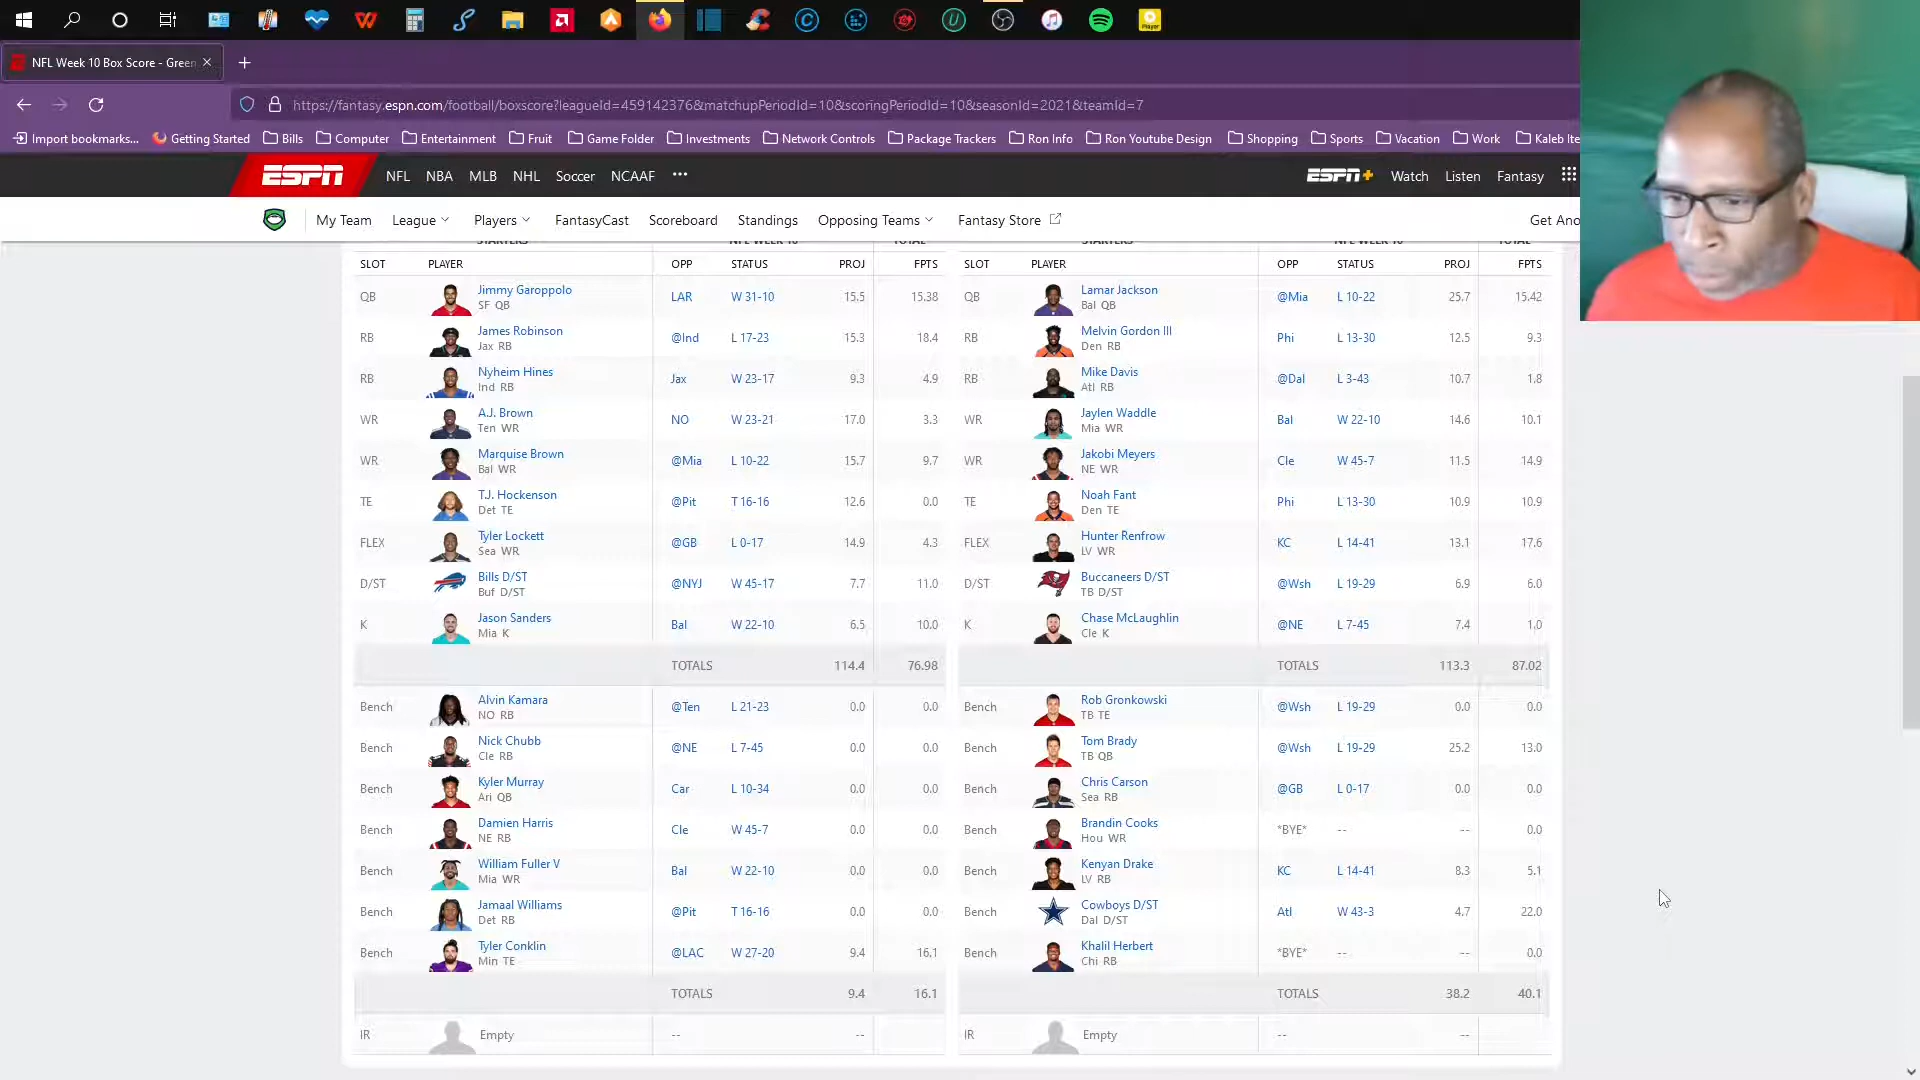 NFL Week 10 Box Score - Green
https://fantasy.espn.com/football/boxscore?leagueId=459142376&matchupPeriodId=10&scoringPeriodId=10&seasonId=2021&teamId=7
Import bookmarks... Getting Started Bills Computer Entertainment Fruit Game Folder Investments Network Controls Package Trackers Ron Info Ron Youtube Design Shopping Sports Vacation Work Kaleb Ite
ESPN NFL NBA MLB NHL Soccer NCAAF ESPN+ Watch Listen Fantasy
My Team League Players FantasyCast Scoreboard Standings Opposing Teams Fantasy Store Get Ano
STARTERS NFL WEEK 10 TOTAL STARTERS NFL WEEK 10 TOTAL
SLOT PLAYER OPP STATUS PROJ FPTS SLOT PLAYER OPP STATUS PROJ FPTS
QB Jimmy Garoppolo LAR W 31-10 15.5 15.38 QB Lamar Jackson @Mia L 10-22 25.7 15.42
SF QB Bal QB
RB James Robinson @Ind L 17-23 15.3 18.4 RB Melvin Gordon III Phi L 13-30 12.5 9.3
Jax RB Den RB
RB Nyheim Hines Jax W 23-17 9.3 4.9 RB Mike Davis @Dal L 3-43 10.7 1.8
Ind RB Atl RB
WR A.J. Brown NO W 23-21 17.0 3.3 WR Jaylen Waddle Bal W 22-10 14.6 10.1
Ten WR Mia WR
WR Marquise Brown @Mia L 10-22 15.7 9.7 WR Jakobi Meyers Cle W 45-7 11.5 14.9
Bal WR NE WR
TE T.J. Hockenson @Pit T 16-16 12.6 0.0 TE Noah Fant Phi L 13-30 10.9 10.9
Det TE Den TE
FLEX Tyler Lockett @GB L 0-17 14.9 4.3 FLEX Hunter Renfrow KC L 14-41 13.1 17.6
Sea WR LV WR
D/ST Bills D/ST @NYJ W 45-17 7.7 11.0 D/ST Buccaneers D/ST @Wsh L 19-29 6.9 6.0
Buf D/ST TB D/ST
K Jason Sanders Bal W 22-10 6.5 10.0 K Chase McLaughlin @NE L 7-45 7.4 1.0
Mia K Cle K
TOTALS 114.4 76.98 TOTALS 113.3 87.02
Bench Alvin Kamara @Ten L 21-23 0.0 0.0 Bench Rob Gronkowski @Wsh L 19-29 0.0 0.0
NO RB TB TE
Bench Nick Chubb @NE L 7-45 0.0 0.0 Bench Tom Brady @Wsh L 19-29 25.2 13.0
Cle RB TB QB
Bench Kyler Murray Car L 10-34 0.0 0.0 Bench Chris Carson @GB L 0-17 0.0 0.0
Ari QB Sea RB
Bench Damien Harris Cle W 45-7 0.0 0.0 Bench Brandin Cooks *BYE* -- -- 0.0
NE RB Hou WR
Bench William Fuller V Bal W 22-10 0.0 0.0 Bench Kenyan Drake KC L 14-41 8.3 5.1
Mia WR LV RB
Bench Jamaal Williams @Pit T 16-16 0.0 0.0 Bench Cowboys D/ST Atl W 43-3 4.7 22.0
Det RB Dal D/ST
Bench Tyler Conklin @LAC W 27-20 9.4 16.1 Bench Khalil Herbert *BYE* -- -- 0.0
Min TE Chi RB
TOTALS 9.4 16.1 TOTALS 38.2 40.1
IR Empty -- -- IR Empty -- --